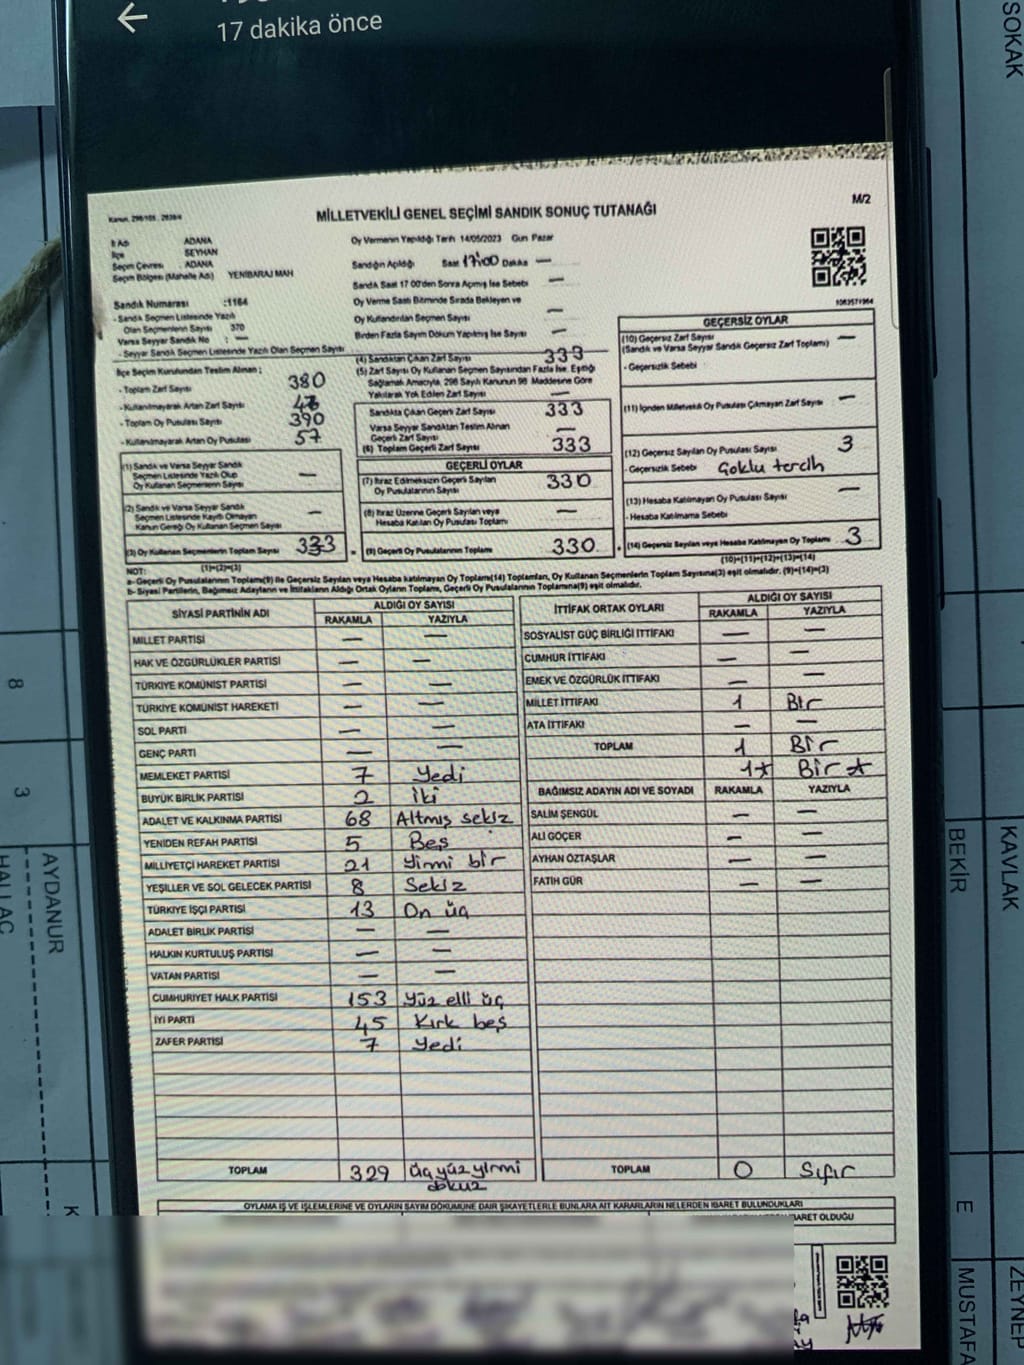 17 dakika önce
M/2
MİLLETVEKİLİ GENEL SEÇİMİ SANDIK SONUÇ TUTANAĞI
İl Adı ADANA
İlçe SEYHAN
Seçim Çevresi : ADANA
Seçim Bölgesi (Mahalle Adı) YENİBARAJ MAH
Sandık Numarası :1164
- Sandık Seçmen Listesinde Yazılı
Olan Seçmenlerin Sayısı 370
Varsa Seyyar Sandık No : —
- Seyyar Sandık Seçmen Listesinde Yazılı Olan Seçmen Sayısı
İlçe Seçim Kurulundan Teslim Alınan ;
- Toplam Zarf Sayısı 380
- Kullanılmayarak Artan Zarf Sayısı
- Toplam Oy Pusulası Sayısı 390
- Kullanılmayarak Artan Oy Pusulası 57
(1) Sandık ve Varsa Seyyar Sandık
Seçmen Listesinde Yazılı Olup
Oy Kullanan Seçmenlerin Sayısı —
(2) Sandık ve Varsa Seyyar Sandık
Seçmen Listesinde Kayıtlı Olmayan
Kanun Gereği Oy Kullanan Seçmen Sayısı —
(3) Oy Kullanan Seçmenlerin Toplam Sayısı 333
(1)+(2)=(3)
Oy Vermenin Yapıldığı Tarih 14/05/2023 Gün Pazar
Sandığın Açıldığı Saat 17:00 Dakika —
Sandık Saat 17:00'den Sonra Açılmış İse Sebebi —
Oy Verme Saati Bitiminde Sırada Bekleyen ve
Oy Kullandırılan Seçmen Sayısı —
Birden Fazla Sayım Döküm Yapılmış İse Sayısı —
(4) Sandıktan Çıkan Zarf Sayısı 333
(5) Zarf Sayısı Oy Kullanan Seçmen Sayısından Fazla İse, Eşitliği
Sağlamak Amacıyla, 298 Sayılı Kanunun 98. Maddesine Göre
Yakılarak Yok Edilen Zarf Sayısı —
Sandıkta Çıkan Geçerli Zarf Sayısı 333
Varsa Seyyar Sandıktan Teslim Alınan
Geçerli Zarf Sayısı —
(6) Toplam Geçerli Zarf Sayısı 333
GEÇERLİ OYLAR
(7) İtiraz Edilmeksizin Geçerli Sayılan
Oy Pusulalarının Sayısı 330
(8) İtiraz Üzerine Geçerli Sayılan veya
Hesaba Katılan Oy Pusulası Toplamı —
(9) Geçerli Oy Pusulalarının Toplamı 330
1063571964
GEÇERSİZ OYLAR
(10) Geçersiz Zarf Sayısı —
(Sandık ve Varsa Seyyar Sandık Geçersiz Zarf Toplamı)
- Geçersizlik Sebebi
(11) İçinden Milletvekili Oy Pusulası Çıkmayan Zarf Sayısı —
(12) Geçersiz Sayılan Oy Pusulası Sayısı 3
- Geçersizlik Sebebi Çoklu tercih
(13) Hesaba Katılmayan Oy Pusulası Sayısı —
- Hesaba Katılmama Sebebi
(14) Geçersiz Sayılan veya Hesaba Katılmayan Oy Toplamı 3
(10)+(11)+(12)+(13)=(14)
NOT:
a- Geçerli Oy Pusulalarının Toplamı(9) ile Geçersiz Sayılan veya Hesaba katılmayan Oy Toplamı(14) Toplamları, Oy Kullanan Seçmenlerin Toplam Sayısına(3) eşit olmalıdır. (9)+(14)=(3)
b- Siyasi Partilerin, Bağımsız Adayların ve İttifakların Aldığı Ortak Oyların Toplamı, Geçerli Oy Pusulalarının Toplamına(9) eşit olmalıdır.
SİYASİ PARTİNİN ADI ALDIĞI OY SAYISI
RAKAMLA YAZIYLA
MİLLET PARTİSİ — —
HAK VE ÖZGÜRLÜKLER PARTİSİ — —
TÜRKİYE KOMÜNİST PARTİSİ — —
TÜRKİYE KOMÜNİST HAREKETİ — —
SOL PARTİ — —
GENÇ PARTİ — —
MEMLEKET PARTİSİ 7 Yedi
BÜYÜK BİRLİK PARTİSİ 2 İki
ADALET VE KALKINMA PARTİSİ 68 Altmış sekiz
YENİDEN REFAH PARTİSİ 5 Beş
MİLLİYETÇİ HAREKET PARTİSİ 21 Yirmi bir
YEŞİLLER VE SOL GELECEK PARTİSİ 8 Sekiz
TÜRKİYE İŞÇİ PARTİSİ 13 On üç
ADALET BİRLİK PARTİSİ — —
HALKIN KURTULUŞ PARTİSİ — —
VATAN PARTİSİ — —
CUMHURİYET HALK PARTİSİ 153 Yüz elli üç
İYİ PARTİ 45 Kırk beş
ZAFER PARTİSİ 7 Yedi
TOPLAM 329 Üç yüz yirmi
dokuz
İTTİFAK ORTAK OYLARI ALDIĞI OY SAYISI
RAKAMLA YAZIYLA
SOSYALİST GÜÇ BİRLİĞİ İTTİFAKI — —
CUMHUR İTTİFAKI — —
EMEK VE ÖZGÜRLÜK İTTİFAKI — —
MİLLET İTTİFAKI 1 Bir
ATA İTTİFAKI — —
TOPLAM 1 Bir
1* Bir *
BAĞIMSIZ ADAYIN ADI VE SOYADI RAKAMLA YAZIYLA
SALİM ŞENGÜL — —
ALİ GÖÇER — —
AYHAN ÖZTAŞLAR — —
FATİH GÜR — —
TOPLAM 0 Sıfır
OYLAMA İŞ VE İŞLEMLERİNE VE OYLARIN SAYIM DÖKÜMÜNE DAİR ŞİKAYETLERLE BUNLARA AİT KARARLARIN NELERDEN İBARET BULUNDUKLARI
İBARET OLDUĞU
8
3
AYDANUR
SOKAK
KAVLAK
BEKİR
E
MUSTAFA
ZEYNEP